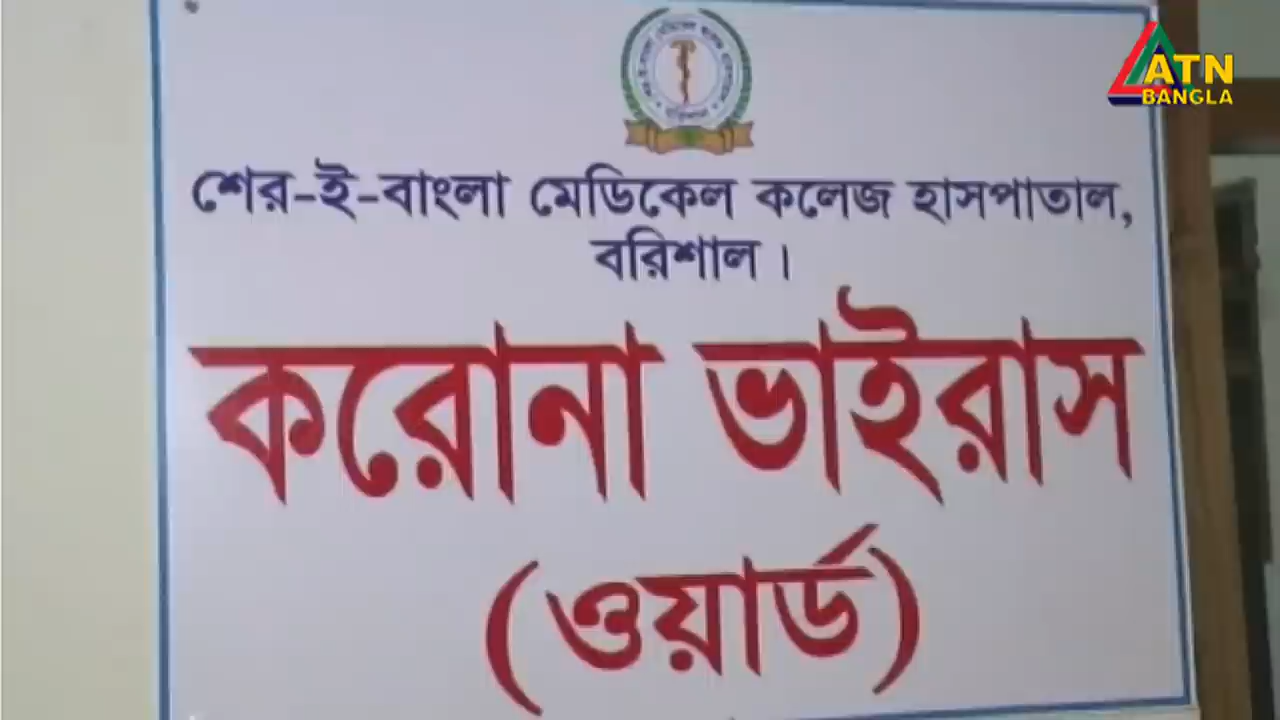 ATN
BANGLA
শের-ই-বাংলা মেডিকেল কলেজ হাসপাতাল,
বরিশাল।
করোনা ভাইরাস
(ওয়ার্ড)